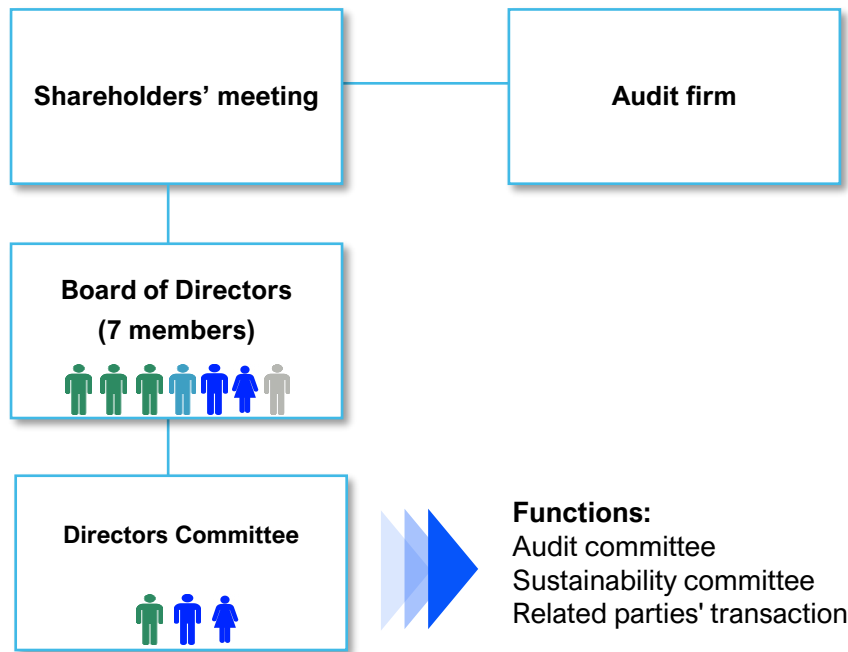 Shareholders’ meeting
Audit firm
Board of Directors
(7 members)
Directors Committee
Functions:
Audit committee
Sustainability committee
Related parties' transaction